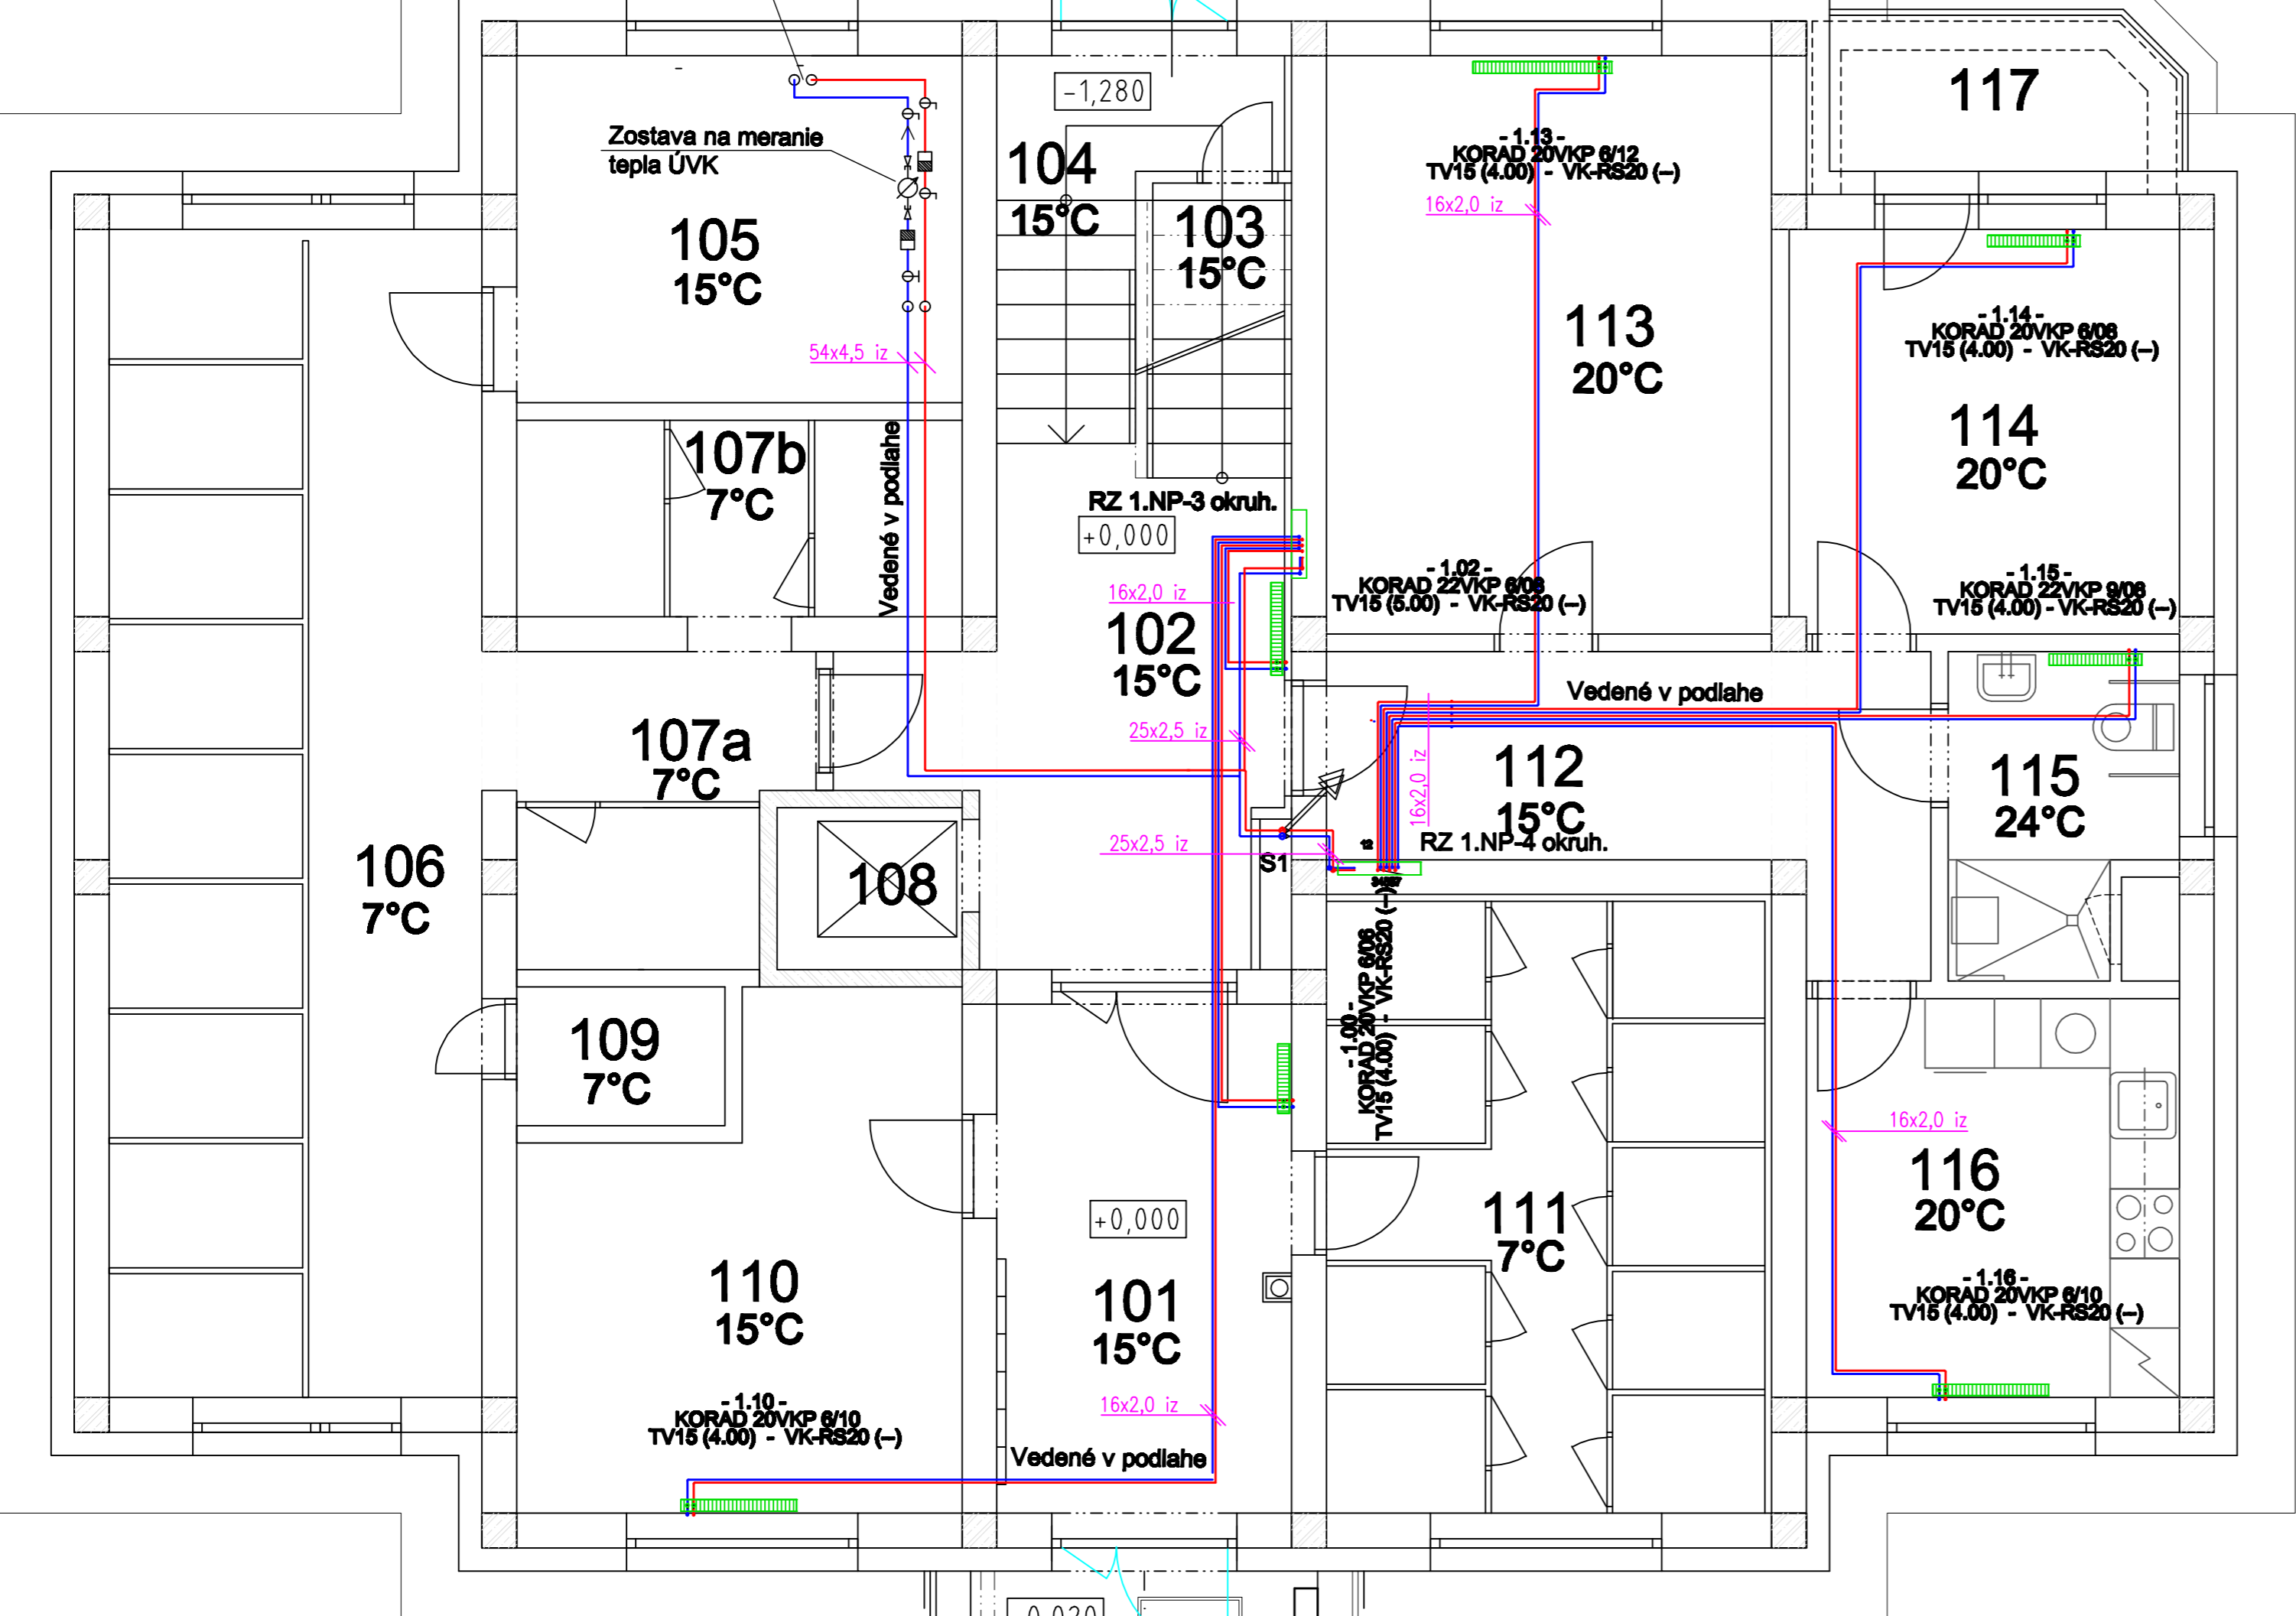 -1,280
117
Zostava na meranie
tepla ÚVK
104
15°C
103
15°C
105
15°C
- 1.13 -
KORAD 20VKP 6/12
TV15 (4.00) - VK-RS20 (--)
16x2,0 iz
113
20°C
- 1.14 -
KORAD 20VKP 6/08
TV15 (4.00) - VK-RS20 (--)
114
20°C
54x4,5 iz
107b
7°C
Vedené v podlahe
RZ 1.NP-3 okruh.
+0,000
16x2,0 iz
- 1.02 -
KORAD 22VKP 6/08
TV15 (5.00) - VK-RS20 (--)
- 1.15 -
KORAD 22VKP 9/08
TV15 (4.00) - VK-RS20 (--)
102
15°C
Vedené v podlahe
107a
7°C
25x2,5 iz
16x2,0 iz
112
15°C
115
24°C
25x2,5 iz
S1
12
RZ 1.NP-4 okruh.
106
7°C
108
- 1.00 -
KORAD 20VKP 6/06
TV15 (4.00) - VK-RS20 (--)
109
7°C
16x2,0 iz
116
20°C
+0,000
111
7°C
110
15°C
101
15°C
- 1.16 -
KORAD 20VKP 6/10
TV15 (4.00) - VK-RS20 (--)
- 1.10 -
KORAD 20VKP 6/10
TV15 (4.00) - VK-RS20 (--)
16x2,0 iz
Vedené v podlahe